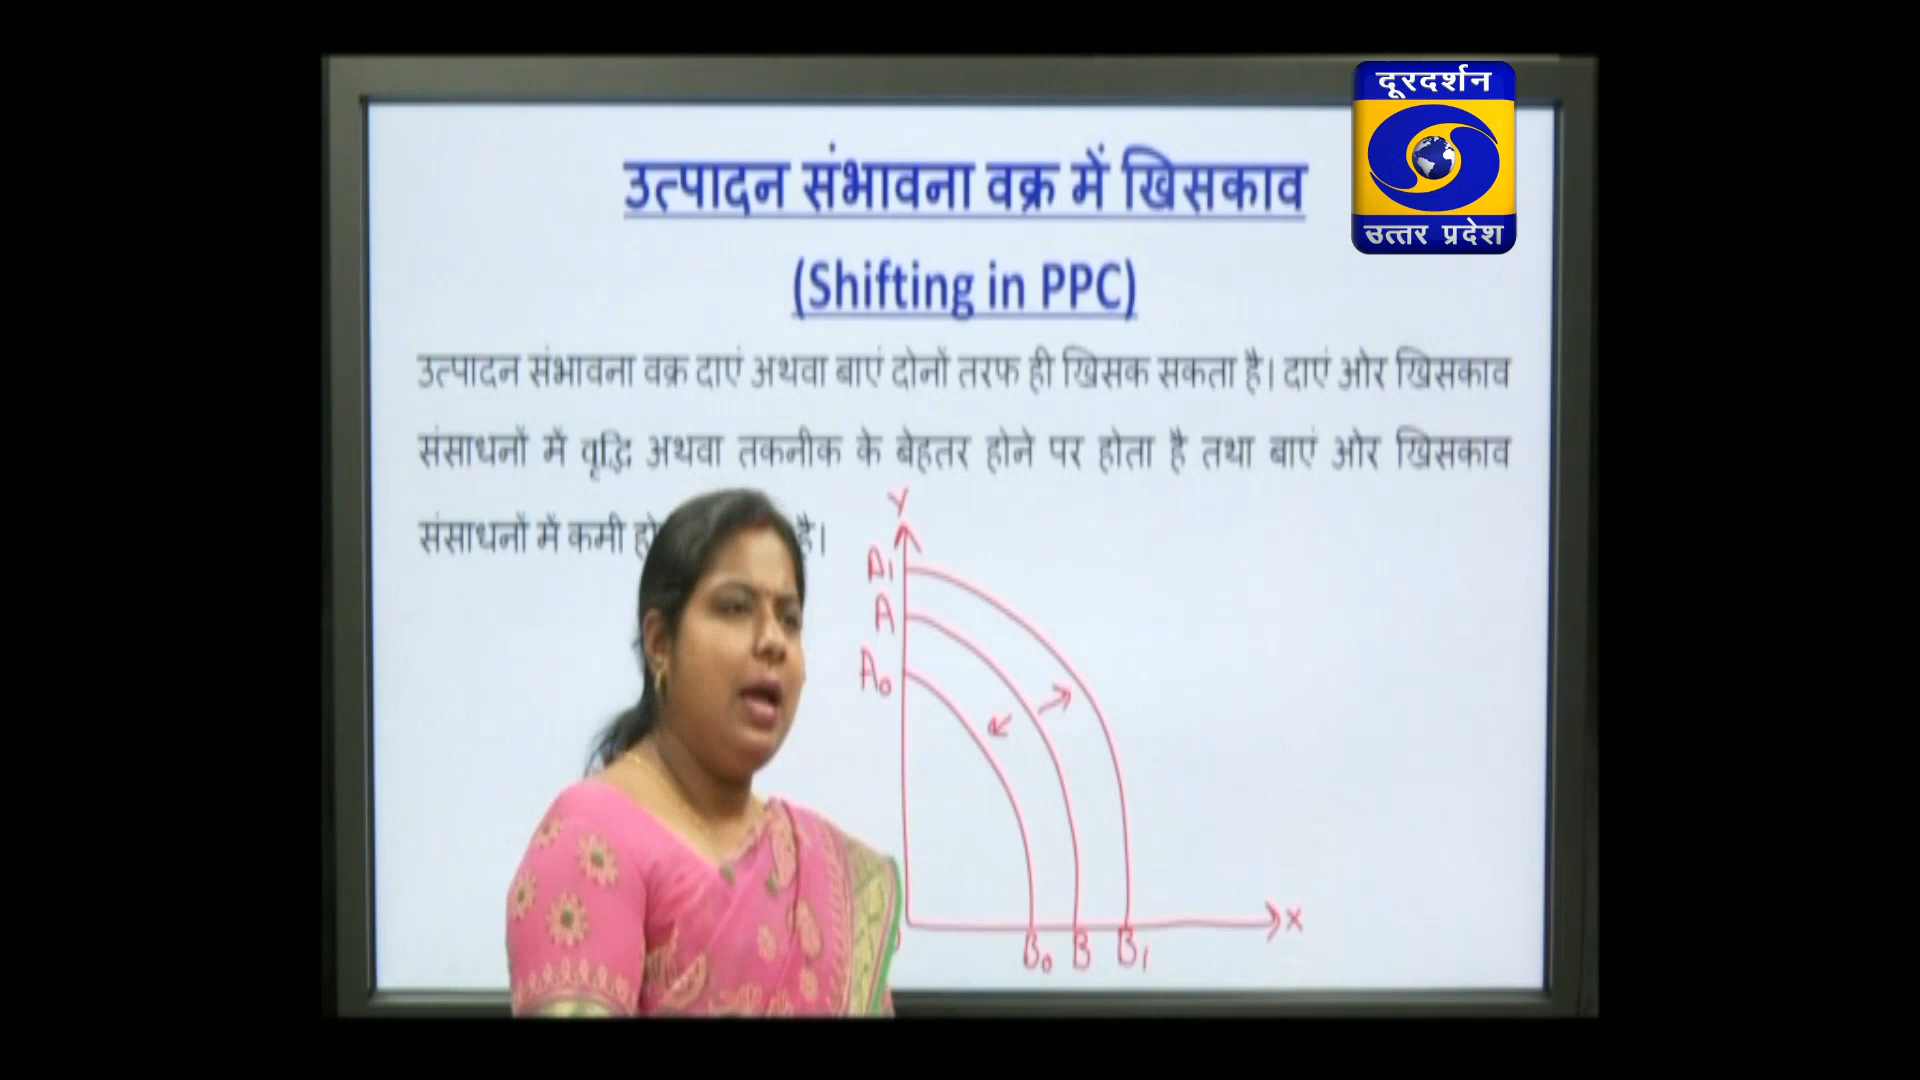 दूरदर्शन
उत्तर प्रदेश
उत्पादन संभावना वक्र में खिसकाव
(Shifting in PPC)
उत्पादन संभावना वक्र दाएं अथवा बाएं दोनों तरफ ही खिसक सकता है। दाएं ओर खिसकाव
संसाधनों में वृद्धि अथवा तकनीक के बेहतर होने पर होता है तथा बाएं ओर खिसकाव
संसाधनों में कमी है।
Y
A1
A
A0
X
B0 B B1